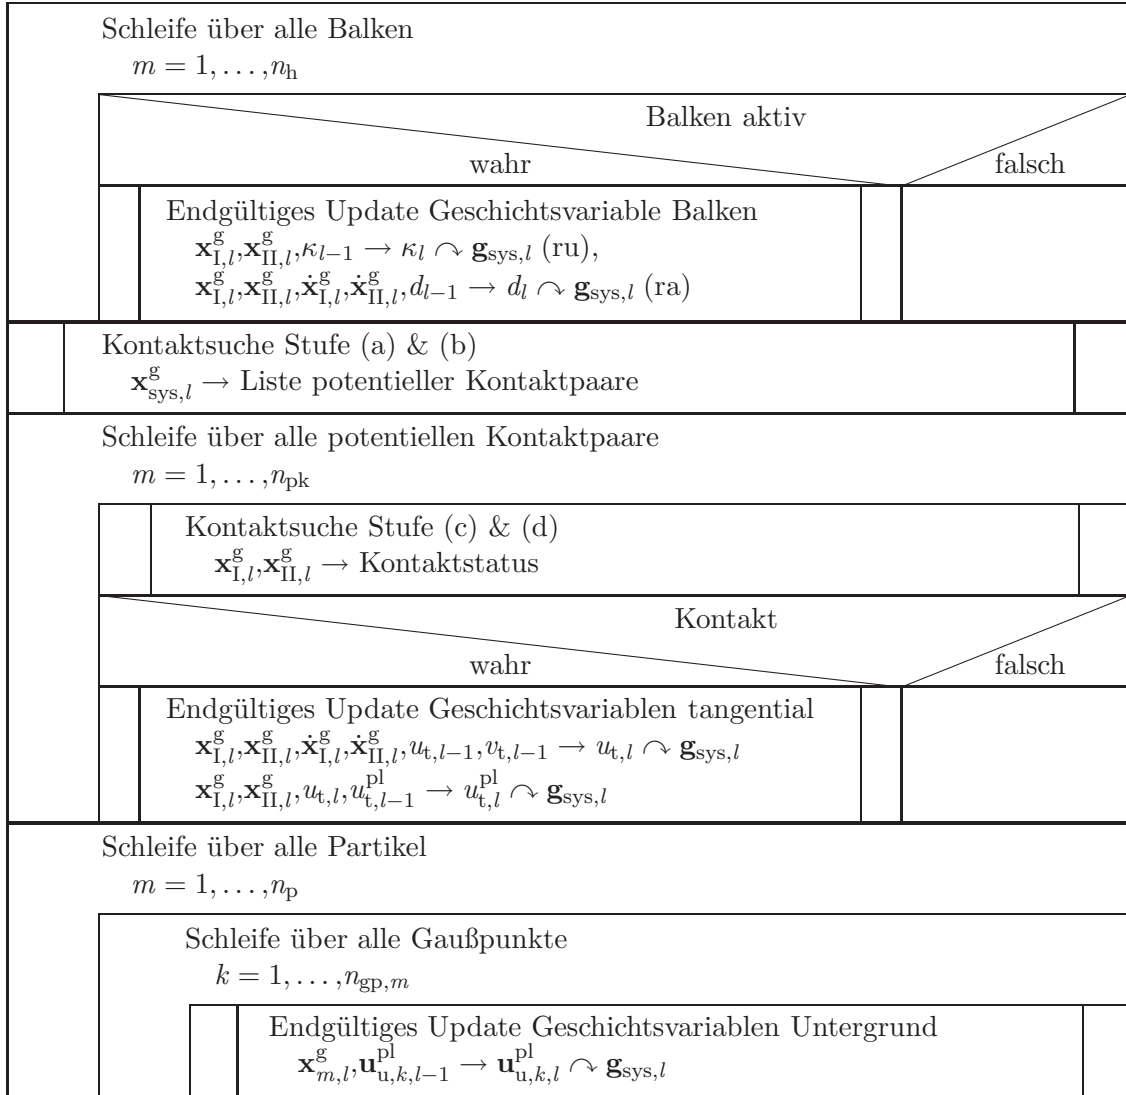 Schleife über alle Balken
m = 1, . . . ,n_h
Balken aktiv
wahr falsch
Endgültiges Update Geschichtsvariable Balken
𝐱^g_{I,l},𝐱^g_{II,l},κ_{l−1} → κ_l ↷ 𝐠_{sys,l} (ru),
𝐱^g_{I,l},𝐱^g_{II,l},ẋ^g_{I,l},ẋ^g_{II,l},d_{l−1} → d_l ↷ 𝐠_{sys,l} (ra)
Kontaktsuche Stufe (a) & (b)
𝐱^g_{sys,l} → Liste potentieller Kontaktpaare
Schleife über alle potentiellen Kontaktpaare
m = 1, . . . ,n_{pk}
Kontaktsuche Stufe (c) & (d)
𝐱^g_{I,l},𝐱^g_{II,l} → Kontaktstatus
Kontakt
wahr falsch
Endgültiges Update Geschichtsvariablen tangential
𝐱^g_{I,l},𝐱^g_{II,l},ẋ^g_{I,l},ẋ^g_{II,l},u_{t,l−1},v_{t,l−1} → u_{t,l} ↷ 𝐠_{sys,l}
𝐱^g_{I,l},𝐱^g_{II,l},u_{t,l},u^{pl}_{t,l−1} → u^{pl}_{t,l} ↷ 𝐠_{sys,l}
Schleife über alle Partikel
m = 1, . . . ,n_p
Schleife über alle Gaußpunkte
k = 1, . . . ,n_{gp,m}
Endgültiges Update Geschichtsvariablen Untergrund
𝐱^g_{m,l},𝐮^{pl}_{u,k,l−1} → 𝐮^{pl}_{u,k,l} ↷ 𝐠_{sys,l}